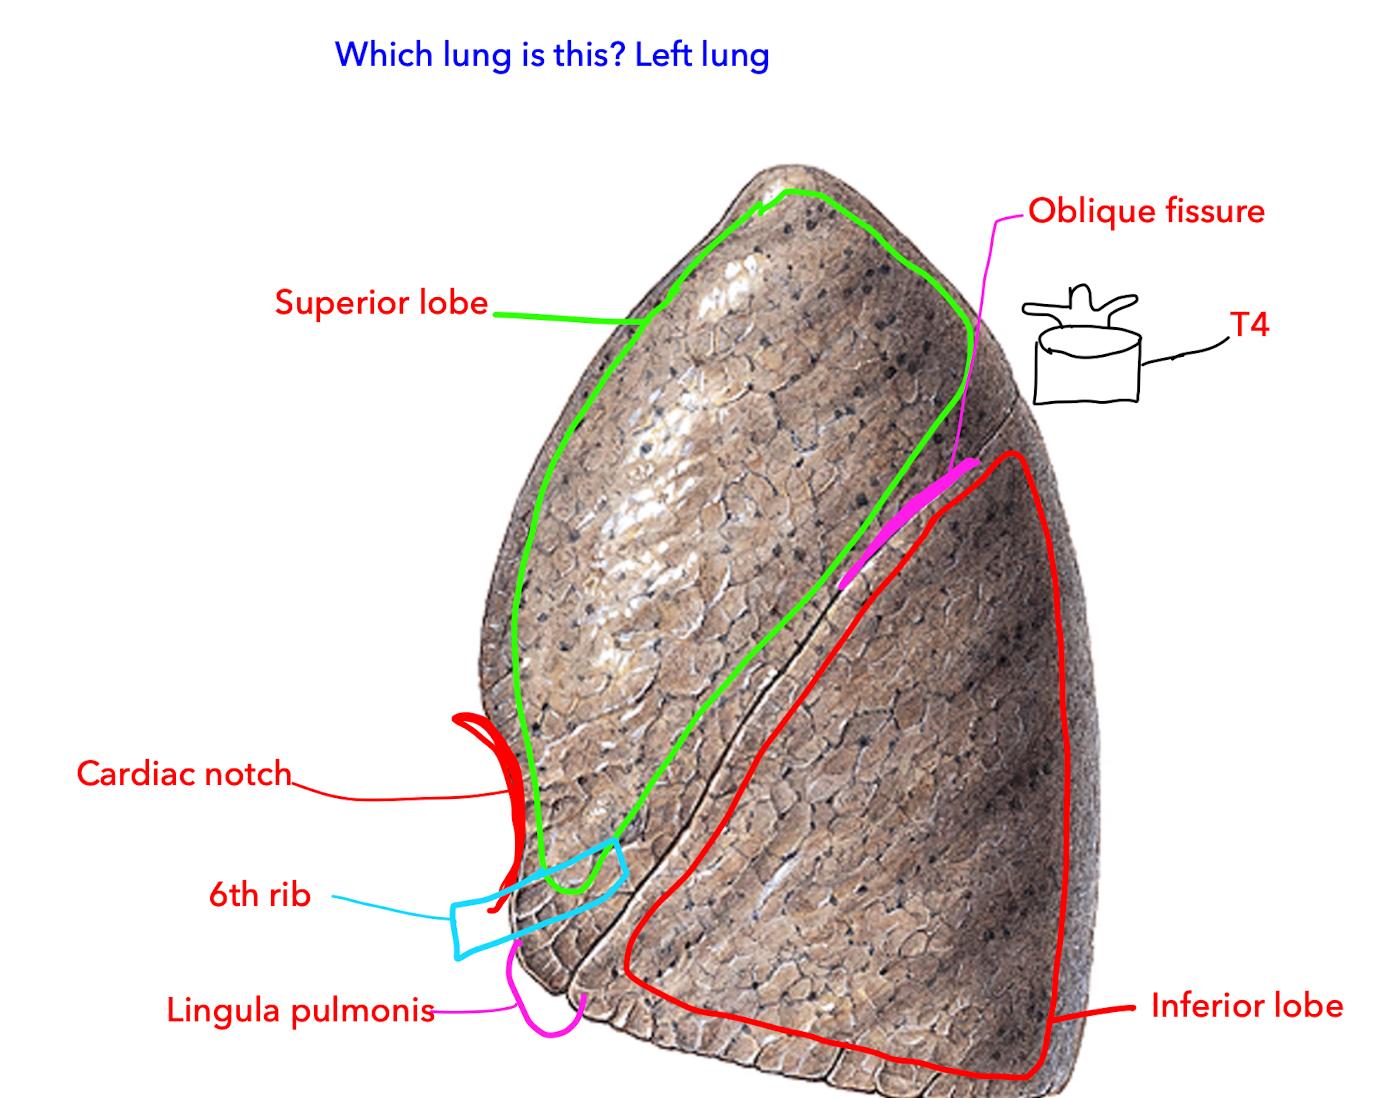 Which lung is this? Left lung
Oblique fissure
Superior lobe
T4
Cardiac notch
6th rib
Lingula pulmonis
Inferior lobe